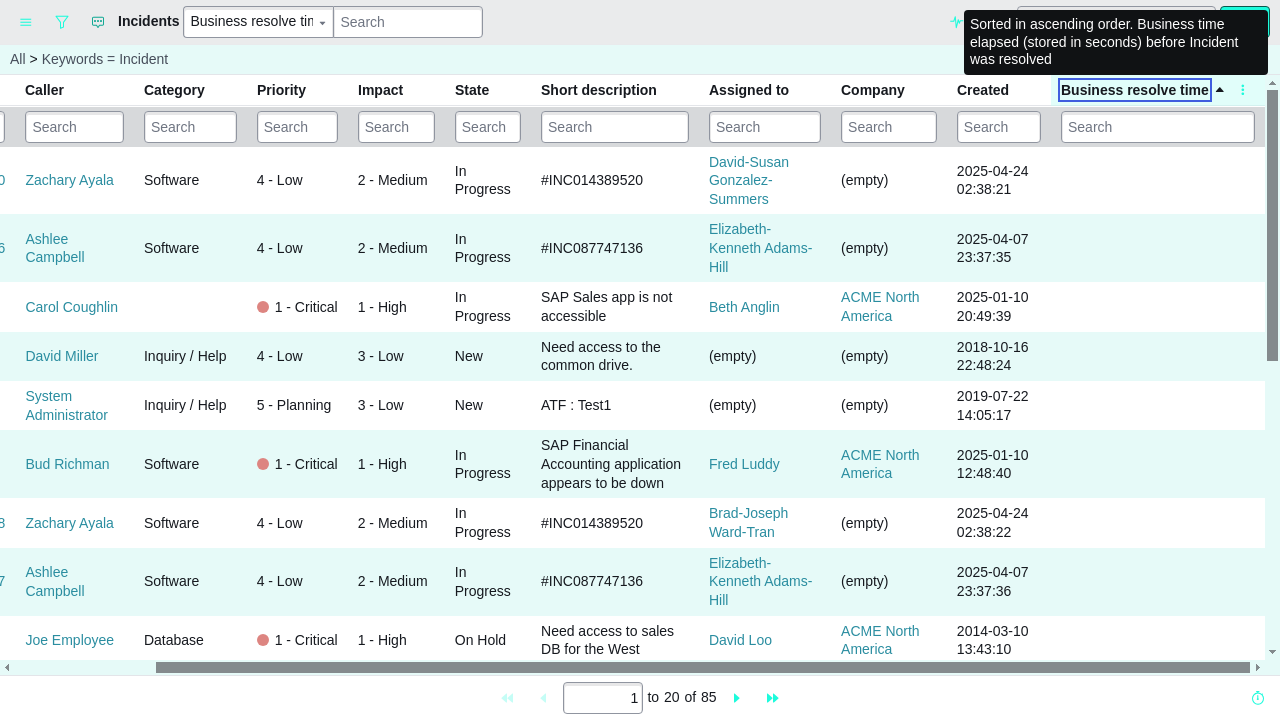 Incidents
Business resolve tim
Search
Sorted in ascending order. Business time
elapsed (stored in seconds) before Incident
was resolved
All > Keywords = Incident
Caller
Category
Priority
Impact
State
Short description
Assigned to
Company
Created
Business resolve time
Search
Search
Search
Search
Search
Search
Search
Search
Search
Search
0
Zachary Ayala
Software
4 - Low
2 - Medium
In
Progress
#INC014389520
David-Susan
Gonzalez-
Summers
(empty)
2025-04-24
02:38:21
6
Ashlee
Campbell
Software
4 - Low
2 - Medium
In
Progress
#INC087747136
Elizabeth-
Kenneth Adams-
Hill
(empty)
2025-04-07
23:37:35
Carol Coughlin
1 - Critical
1 - High
In
Progress
SAP Sales app is not
accessible
Beth Anglin
ACME North
America
2025-01-10
20:49:39
David Miller
Inquiry / Help
4 - Low
3 - Low
New
Need access to the
common drive.
(empty)
(empty)
2018-10-16
22:48:24
System
Administrator
Inquiry / Help
5 - Planning
3 - Low
New
ATF : Test1
(empty)
(empty)
2019-07-22
14:05:17
Bud Richman
Software
1 - Critical
1 - High
In
Progress
SAP Financial
Accounting application
appears to be down
Fred Luddy
ACME North
America
2025-01-10
12:48:40
8
Zachary Ayala
Software
4 - Low
2 - Medium
In
Progress
#INC014389520
Brad-Joseph
Ward-Tran
(empty)
2025-04-24
02:38:22
7
Ashlee
Campbell
Software
4 - Low
2 - Medium
In
Progress
#INC087747136
Elizabeth-
Kenneth Adams-
Hill
(empty)
2025-04-07
23:37:36
Joe Employee
Database
1 - Critical
1 - High
On Hold
Need access to sales
DB for the West
David Loo
ACME North
America
2014-03-10
13:43:10
1 to 20 of 85